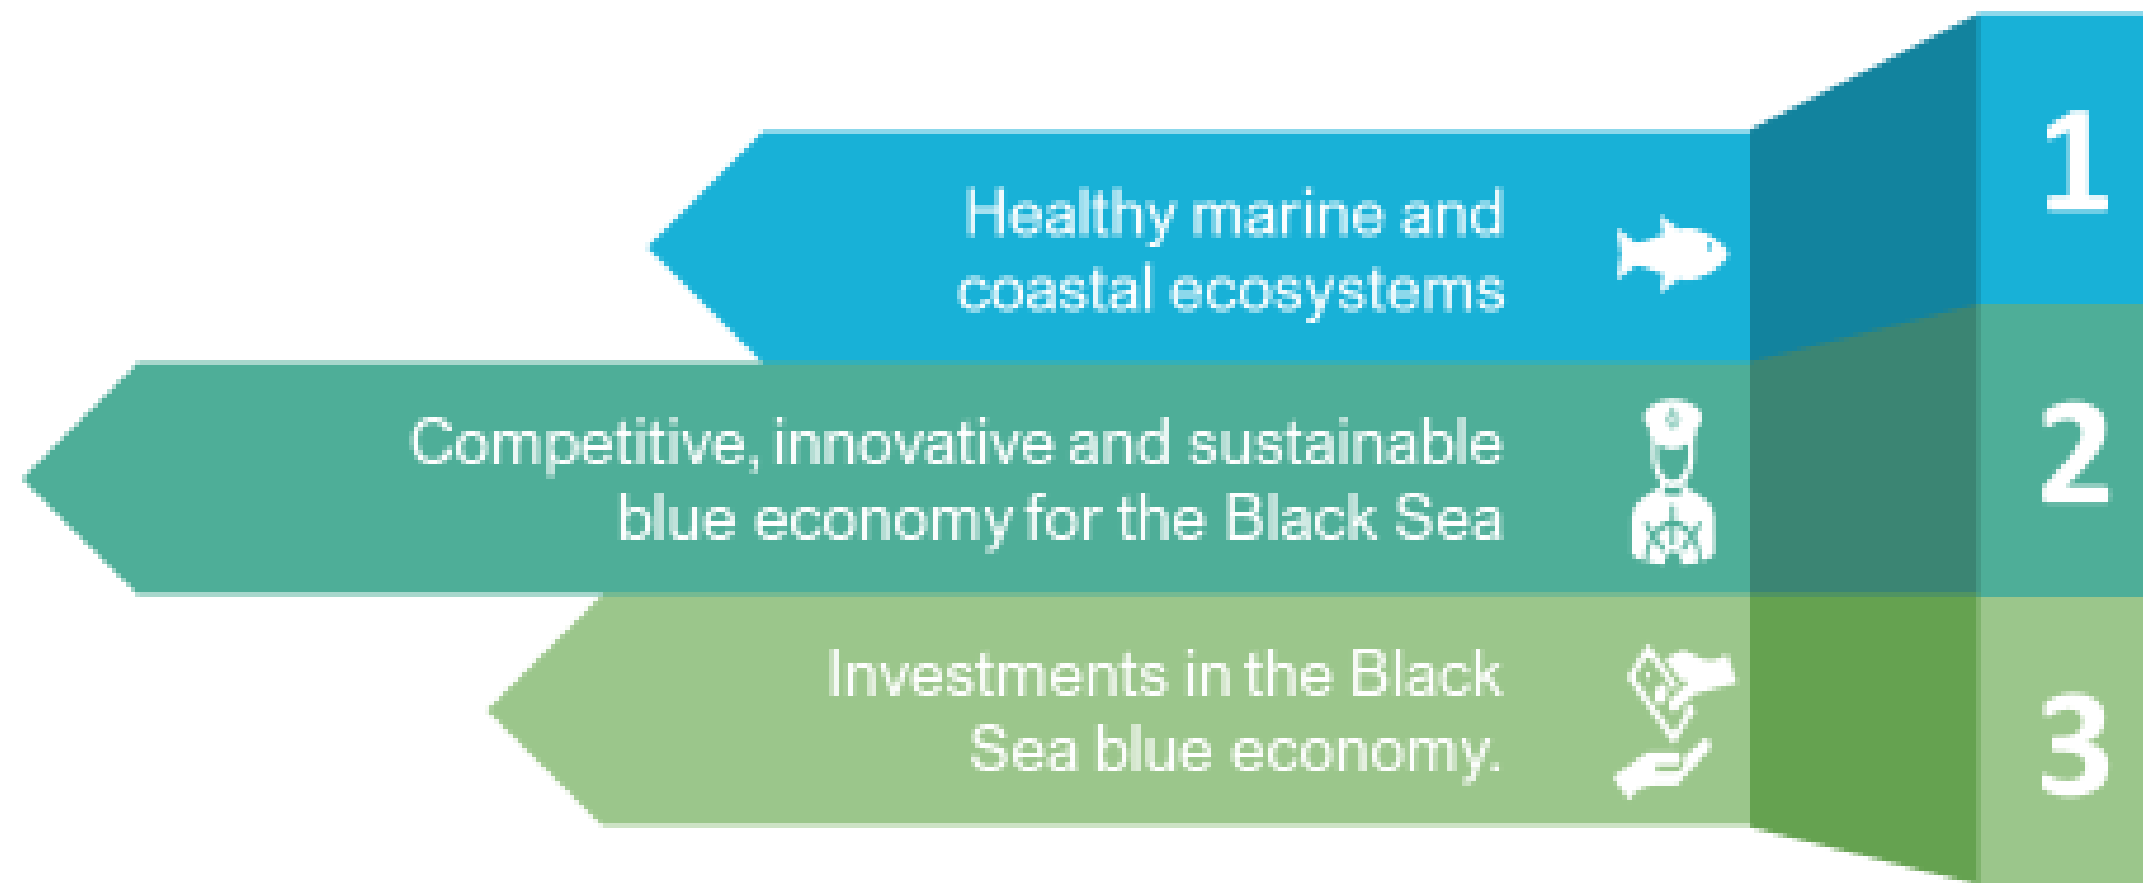 1
Healthy marine and
coastal ecosystems
2
Competitive, innovative and sustainable
blue economy for the Black Sea
3
Investments in the Black
Sea blue economy.